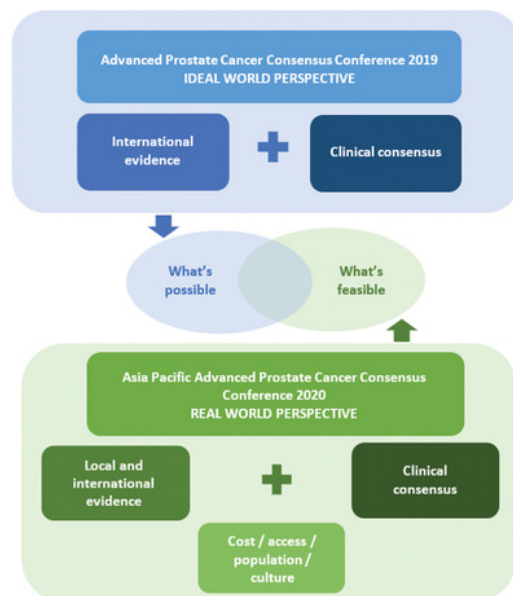 Advanced Prostate Cancer Consensus Conference 2019
IDEAL WORLD PERSPECTIVE
International
evidence
Clinical consensus
What's
possible
What's
feasible
Asia Pacific Advanced Prostate Cancer Consensus
Conference 2020
REAL WORLD PERSPECTIVE
Local and
international
evidence
Clinical
consensus
Cost / access /
population /
culture